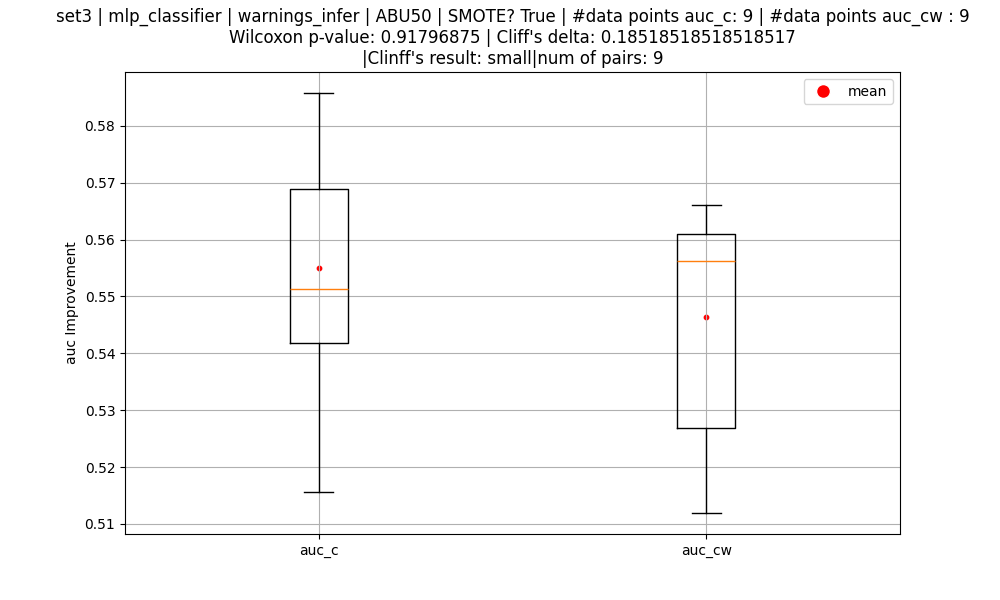 set3 | mlp_classifier | warnings_infer | ABU50 | SMOTE? True | #data points auc_c: 9 | #data points auc_cw : 9
Wilcoxon p-value: 0.91796875 | Cliff's delta: 0.18518518518518517
|Clinff's result: small|num of pairs: 9
mean
0.58
0.57
0.56
0.55
0.54
0.53
0.52
0.51
auc Improvement
auc_c
auc_cw